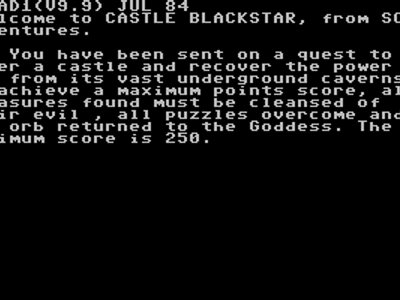 AD1(V9.9) JUL 84
lcome to CASTLE BLACKSTAR, from SC
entures.
You have been sent on a quest to
er a castle and recover the power
from its vast underground caverns
achieve a maximum points score, al
asures found must be cleansed of
ir evil , all puzzles overcome and
orb returned to the Goddess. The
imum score is 250.